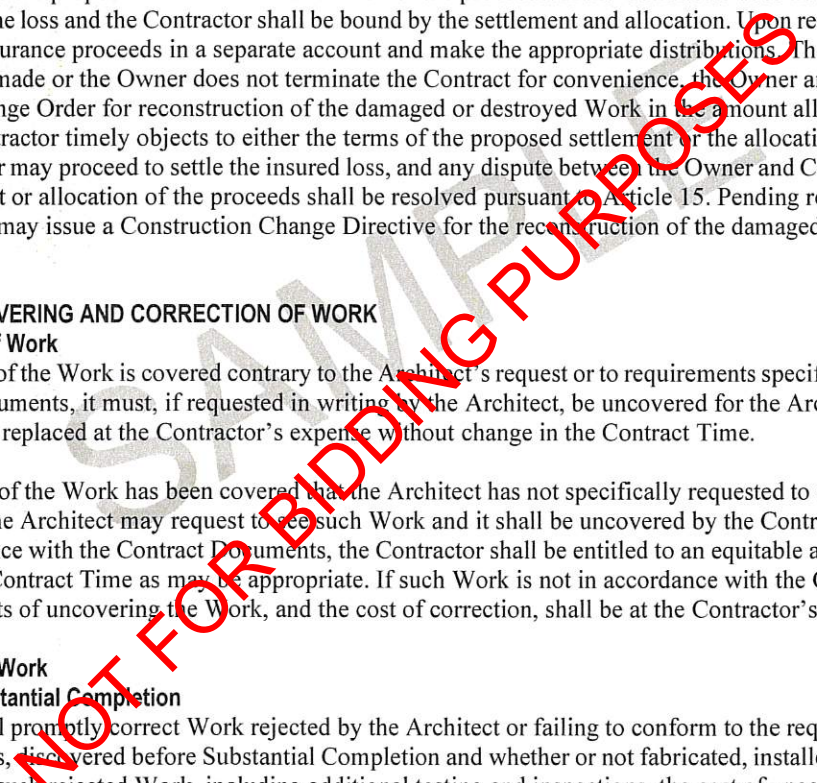 e loss and the Contractor shall be bound by the settlement and allocation. Upon re
urance proceeds in a separate account and make the appropriate distributions. Th
made or the Owner does not terminate the Contract for convenience, the Owner a
nge Order for reconstruction of the damaged or destroyed Work in the amount all
tractor timely objects to either the terms of the proposed settlement or the allocati
r may proceed to settle the insured loss, and any dispute between the Owner and C
t or allocation of the proceeds shall be resolved pursuant to Article 15. Pending re
may issue a Construction Change Directive for the reconstruction of the damaged
VERING AND CORRECTION OF WORK
Work
of the Work is covered contrary to the Architect's request or to requirements specif
uments, it must, if requested in writing by the Architect, be uncovered for the Arc
replaced at the Contractor's expense without change in the Contract Time.
of the Work has been covered that the Architect has not specifically requested to
e Architect may request to see such Work and it shall be uncovered by the Contr
ce with the Contract Documents, the Contractor shall be entitled to an equitable a
Contract Time as may be appropriate. If such Work is not in accordance with the
ts of uncovering the Work, and the cost of correction, shall be at the Contractor's
Work
tantial Completion
l promptly correct Work rejected by the Architect or failing to conform to the req
s, discovered before Substantial Completion and whether or not fabricated, installe
rejected Work, including additional testing and inspections, the cost of
SAMPLE
NOT FOR BIDDING PURPOSES